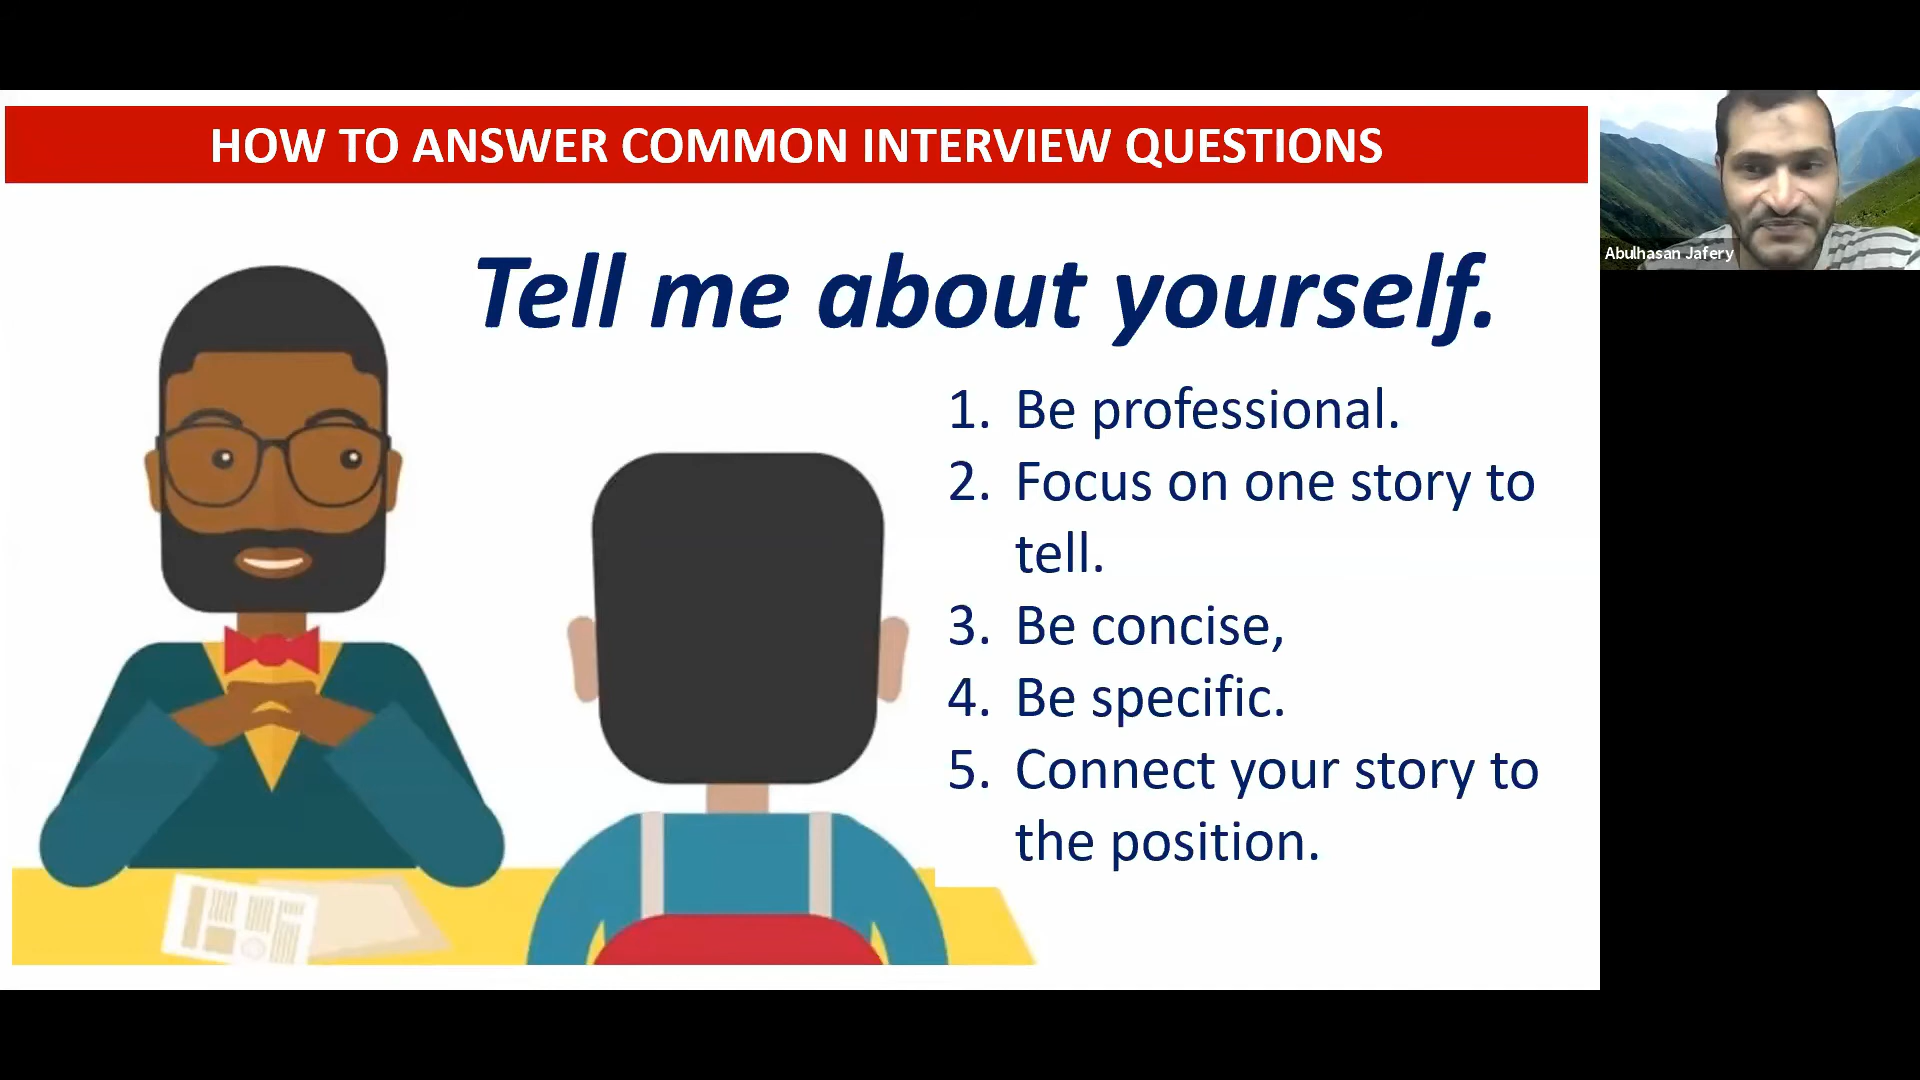 HOW TO ANSWER COMMON INTERVIEW QUESTIONS
Abulhasan Jafery
Tell me about yourself.
1. Be professional.
2. Focus on one story to
tell.
3. Be concise,
4. Be specific.
5. Connect your story to
the position.